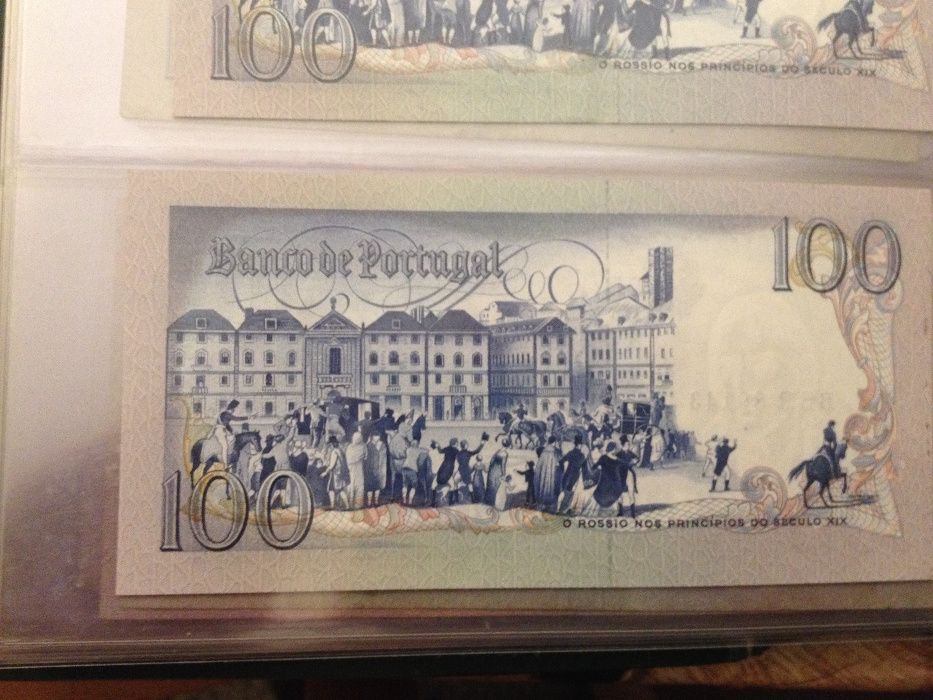 100
O ROSSIO NOS PRINCÍPIOS DO SÉCULO XIX
Banco de Portugal
100
100
O ROSSIO NOS PRINCÍPIOS DO SÉCULO XIX